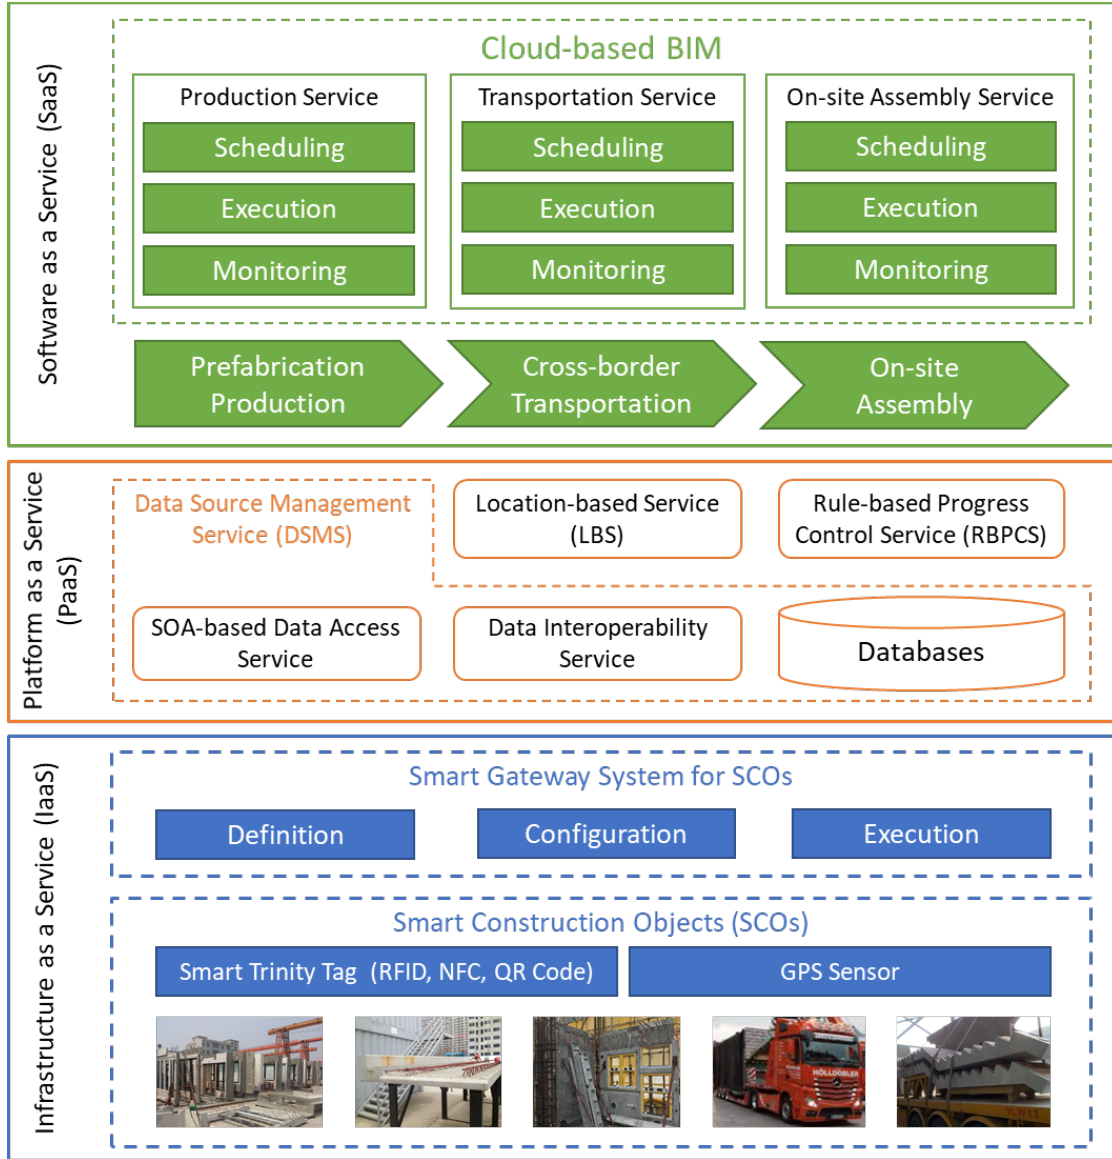 Software as a Service (SaaS)
Cloud-based BIM
Production Service
Scheduling
Execution
Monitoring
Transportation Service
Scheduling
Execution
Monitoring
On-site Assembly Service
Scheduling
Execution
Monitoring
Prefabrication
Production
Cross-border
Transportation
On-site
Assembly
Platform as a Service
(PaaS)
Data Source Management
Service (DSMS)
Location-based Service
(LBS)
Rule-based Progress
Control Service (RBPCS)
SOA-based Data Access
Service
Data Interoperability
Service
Databases
Infrastructure as a Service (IaaS)
Smart Gateway System for SCOs
Definition
Configuration
Execution
Smart Construction Objects (SCOs)
Smart Trinity Tag (RFID, NFC, QR Code)
GPS Sensor
HÖLLDOBLER
YLW13